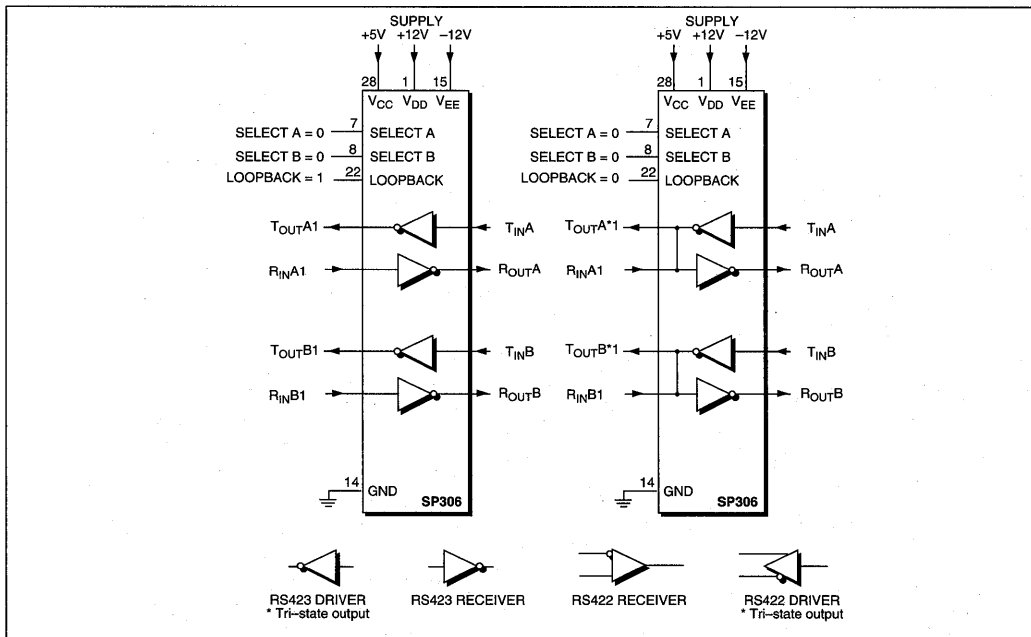 SUPPLY
+5V +12V –12V
28 1 15
VCC VDD VEE
SELECT A = 0 7 SELECT A
SELECT B = 0 8 SELECT B
LOOPBACK = 1 22 LOOPBACK
TOUTA1 TINA
RINA1 ROUTA
TOUTB1 TINB
RINB1 ROUTB
14 GND
SP306
SUPPLY
+5V +12V –12V
28 1 15
VCC VDD VEE
SELECT A = 0 7 SELECT A
SELECT B = 0 8 SELECT B
LOOPBACK = 0 22 LOOPBACK
TOUTA*1 TINA
RINA1 ROUTA
TOUTB*1 TINB
RINB1 ROUTB
14 GND
SP306
RS423 DRIVER
* Tri–state output
RS423 RECEIVER
RS422 RECEIVER
RS422 DRIVER
* Tri–state output